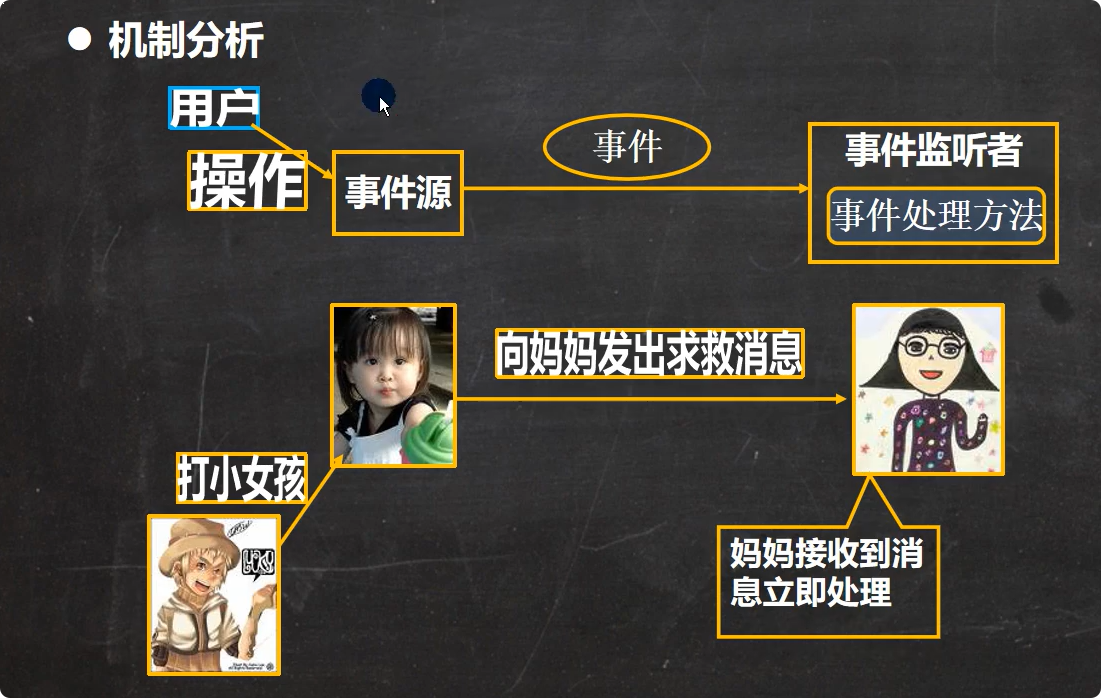 机制分析
用户
操作
事件源
事件
事件监听者
事件处理方法
向妈妈发出求救消息
打小女孩
妈妈接收到消
息立即处理